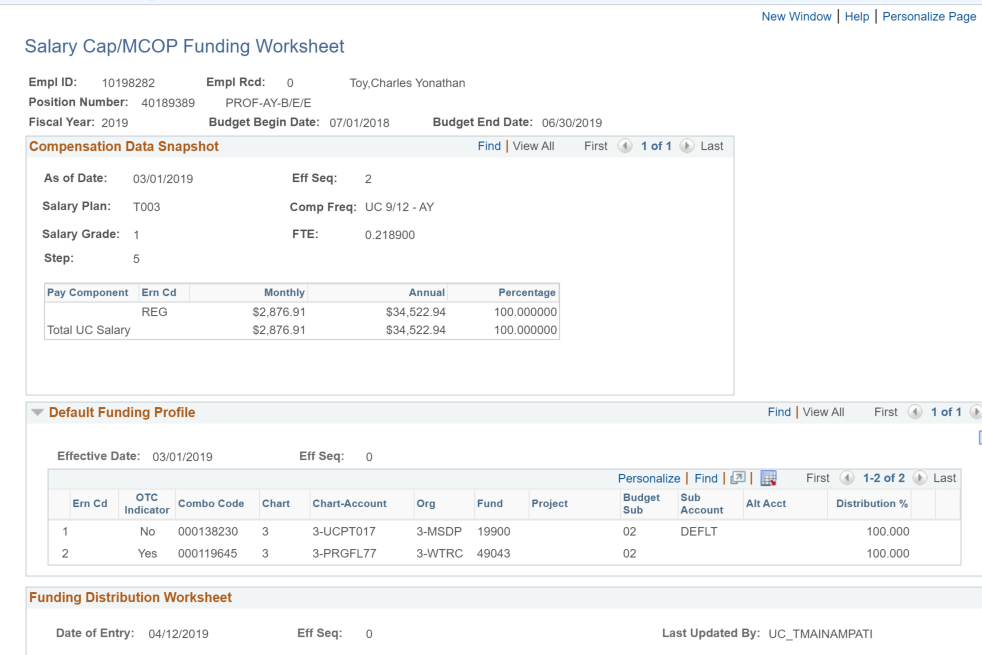 New Window | Help | Personalize Page
Salary Cap/MCOP Funding Worksheet
Empl ID: 10198282 Empl Rcd: 0 Toy,Charles Yonathan
Position Number: 40189389 PROF-AY-B/E/E
Fiscal Year: 2019 Budget Begin Date: 07/01/2018 Budget End Date: 06/30/2019
Compensation Data Snapshot Find | View All First 1 of 1 Last
As of Date: 03/01/2019 Eff Seq: 2
Salary Plan: T003 Comp Freq: UC 9/12 - AY
Salary Grade: 1 FTE: 0.218900
Step: 5
Pay Component Ern Cd Monthly Annual Percentage
REG $2,876.91 $34,522.94 100.000000
Total UC Salary $2,876.91 $34,522.94 100.000000
Default Funding Profile Find | View All First 1 of 1
Effective Date: 03/01/2019 Eff Seq: 0
Personalize | Find | | First 1-2 of 2 Last
Ern Cd OTC Indicator Combo Code Chart Chart-Account Org Fund Project Budget Sub Sub Account Alt Acct Distribution %
1 No 000138230 3 3-UCPT017 3-MSDP 19900 02 DEFLT 100.000
2 Yes 000119645 3 3-PRGFL77 3-WTRC 49043 02 100.000
Funding Distribution Worksheet
Date of Entry: 04/12/2019 Eff Seq: 0 Last Updated By: UC_TMAINAMPATI